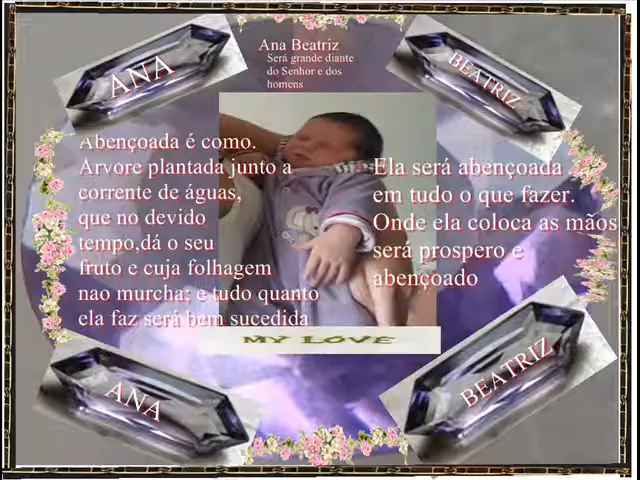 ANA
BEATRIZ
Ana Beatriz
Será grande diante
do Senhor e dos
homens
Abençoada é como.
Arvore plantada junto a
corrente de águas,
que no devido
tempo,dá o seu
fruto e cuja folhagem
nao murcha: e tudo quanto
ela faz será bem sucedida
Ela será abençoada
em tudo o que fazer.
Onde ela coloca as mãos
será prospero e
abençoado
MY LOVE
ANA
BEATRIZ